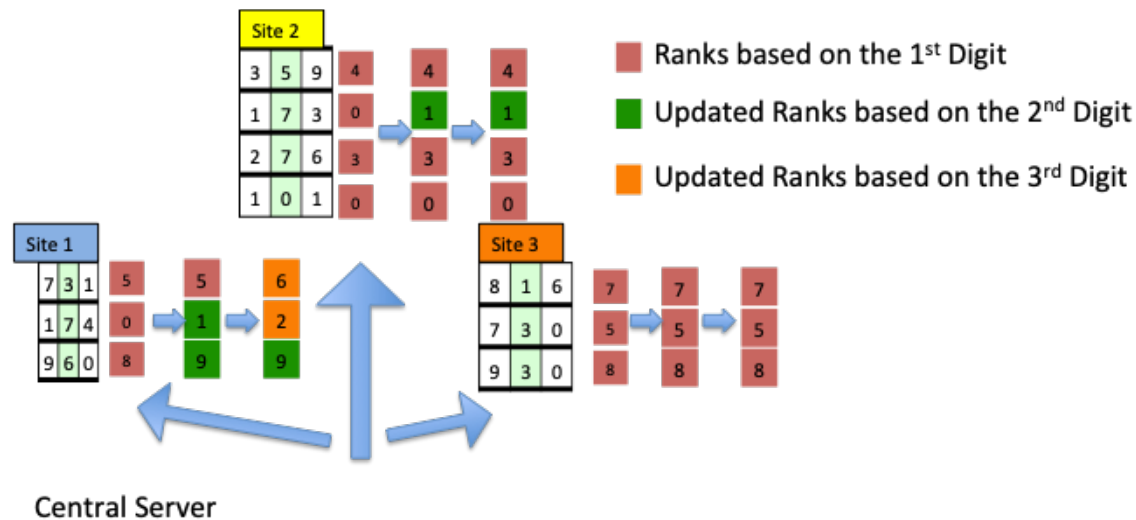 Site 2
3 5 9 4 4 4
1 7 3 0 1 1
2 7 6 3 3 3
1 0 1 0 0 0
Ranks based on the 1st Digit
Updated Ranks based on the 2nd Digit
Updated Ranks based on the 3rd Digit
Site 1
7 3 1 5 5 6
1 7 4 0 1 2
9 6 0 8 9 9
Site 3
8 1 6 7 7 7
7 3 0 5 5 5
9 3 0 8 8 8
Central Server